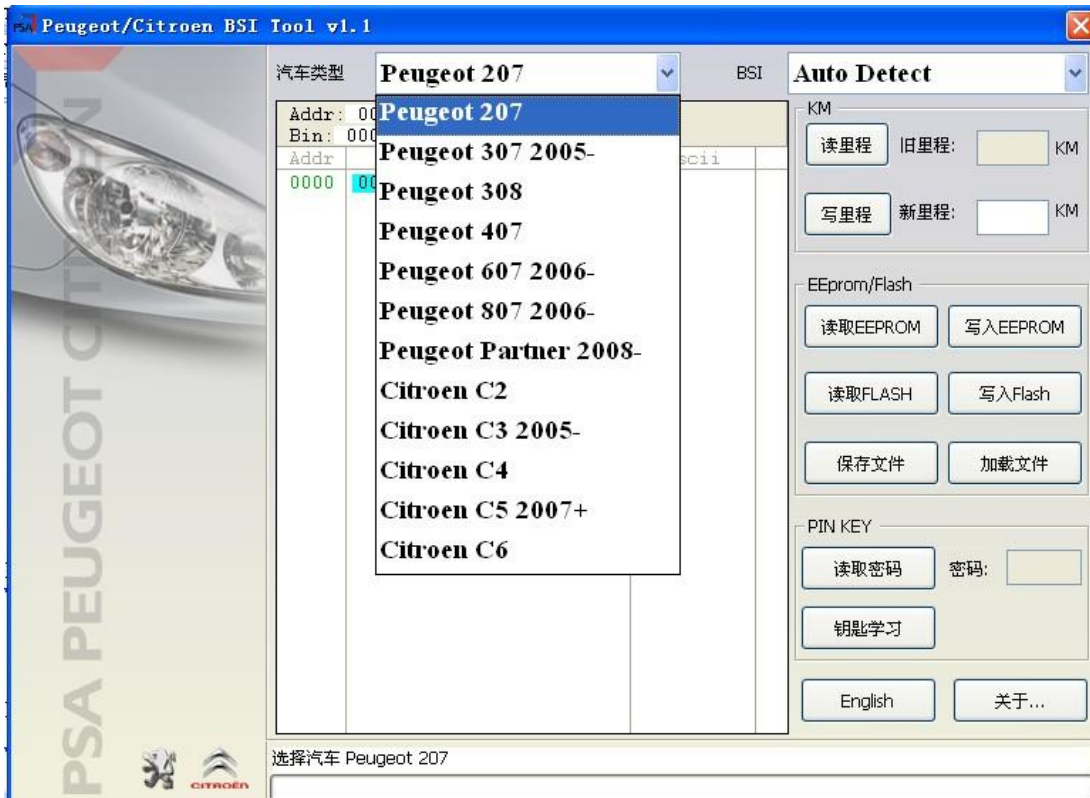 PSA Peugeot/Citroen BSI Tool v1.1
汽车类型 Peugeot 207 BSI Auto Detect
Peugeot 207
Peugeot 307 2005-
Peugeot 308
Peugeot 407
Peugeot 607 2006-
Peugeot 807 2006-
Peugeot Partner 2008-
Citroen C2
Citroen C3 2005-
Citroen C4
Citroen C5 2007+
Citroen C6
Addr: 00
Bin: 000
Addr
0000 00
KM
读里程 旧里程: KM
写里程 新里程: KM
EEprom/Flash
读取EEPROM 写入EEPROM
读取FLASH 写入Flash
保存文件 加载文件
PIN KEY
读取密码 密码:
钥匙学习
English 关于...
选择汽车 Peugeot 207
PSA PEUGEOT CITROËN
CITROËN